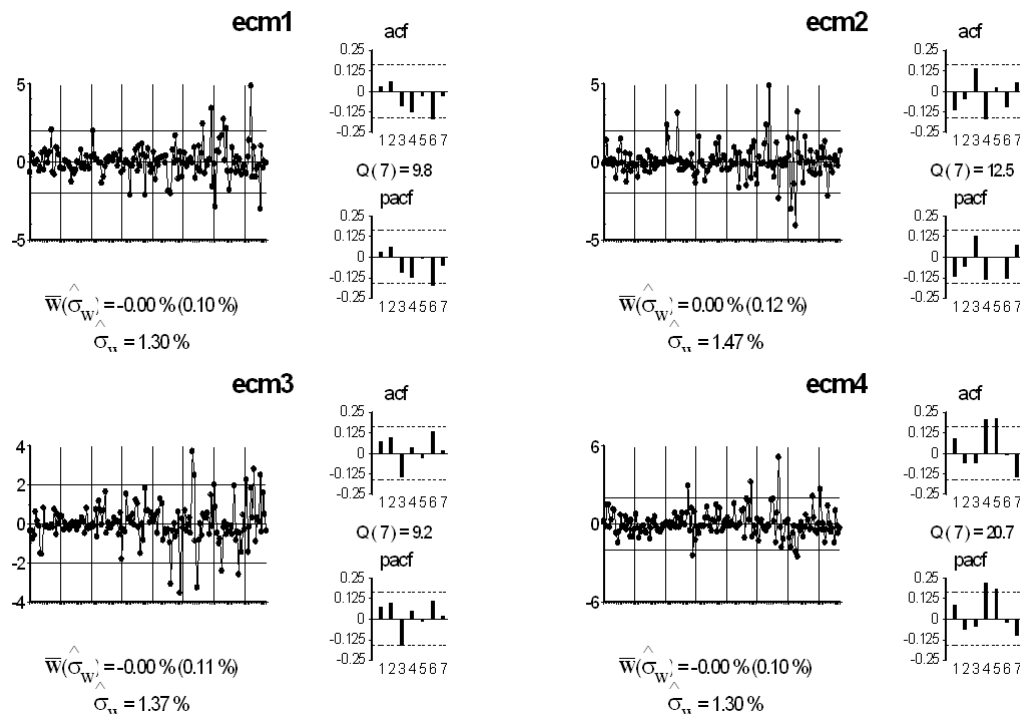 ecm1
acf
0.25
0.125
0
-0.125
-0.25
1 2 3 4 5 6 7
Q ( 7 ) = 9.8
pacf
0.25
0.125
0
-0.125
-0.25
1 2 3 4 5 6 7
5
0
-5
W̅(σ̂w) = -0.00 % (0.10 %)
σ̂w = 1.30 %
ecm2
acf
0.25
0.125
0
-0.125
-0.25
1 2 3 4 5 6 7
Q ( 7 ) = 12.5
pacf
0.25
0.125
0
-0.125
-0.25
1 2 3 4 5 6 7
5
0
-5
W̅(σ̂w) = 0.00 % (0.12 %)
σ̂w = 1.47 %
ecm3
acf
0.25
0.125
0
-0.125
-0.25
1 2 3 4 5 6 7
Q ( 7 ) = 9.2
pacf
0.25
0.125
0
-0.125
-0.25
1 2 3 4 5 6 7
4
2
0
-2
-4
W̅(σ̂w) = -0.00 % (0.11 %)
σ̂w = 1.37 %
ecm4
acf
0.25
0.125
0
-0.125
-0.25
1 2 3 4 5 6 7
Q ( 7 ) = 20.7
pacf
0.25
0.125
0
-0.125
-0.25
1 2 3 4 5 6 7
6
0
-6
W̅(σ̂w) = -0.00 % (0.10 %)
σ̂w = 1.30 %